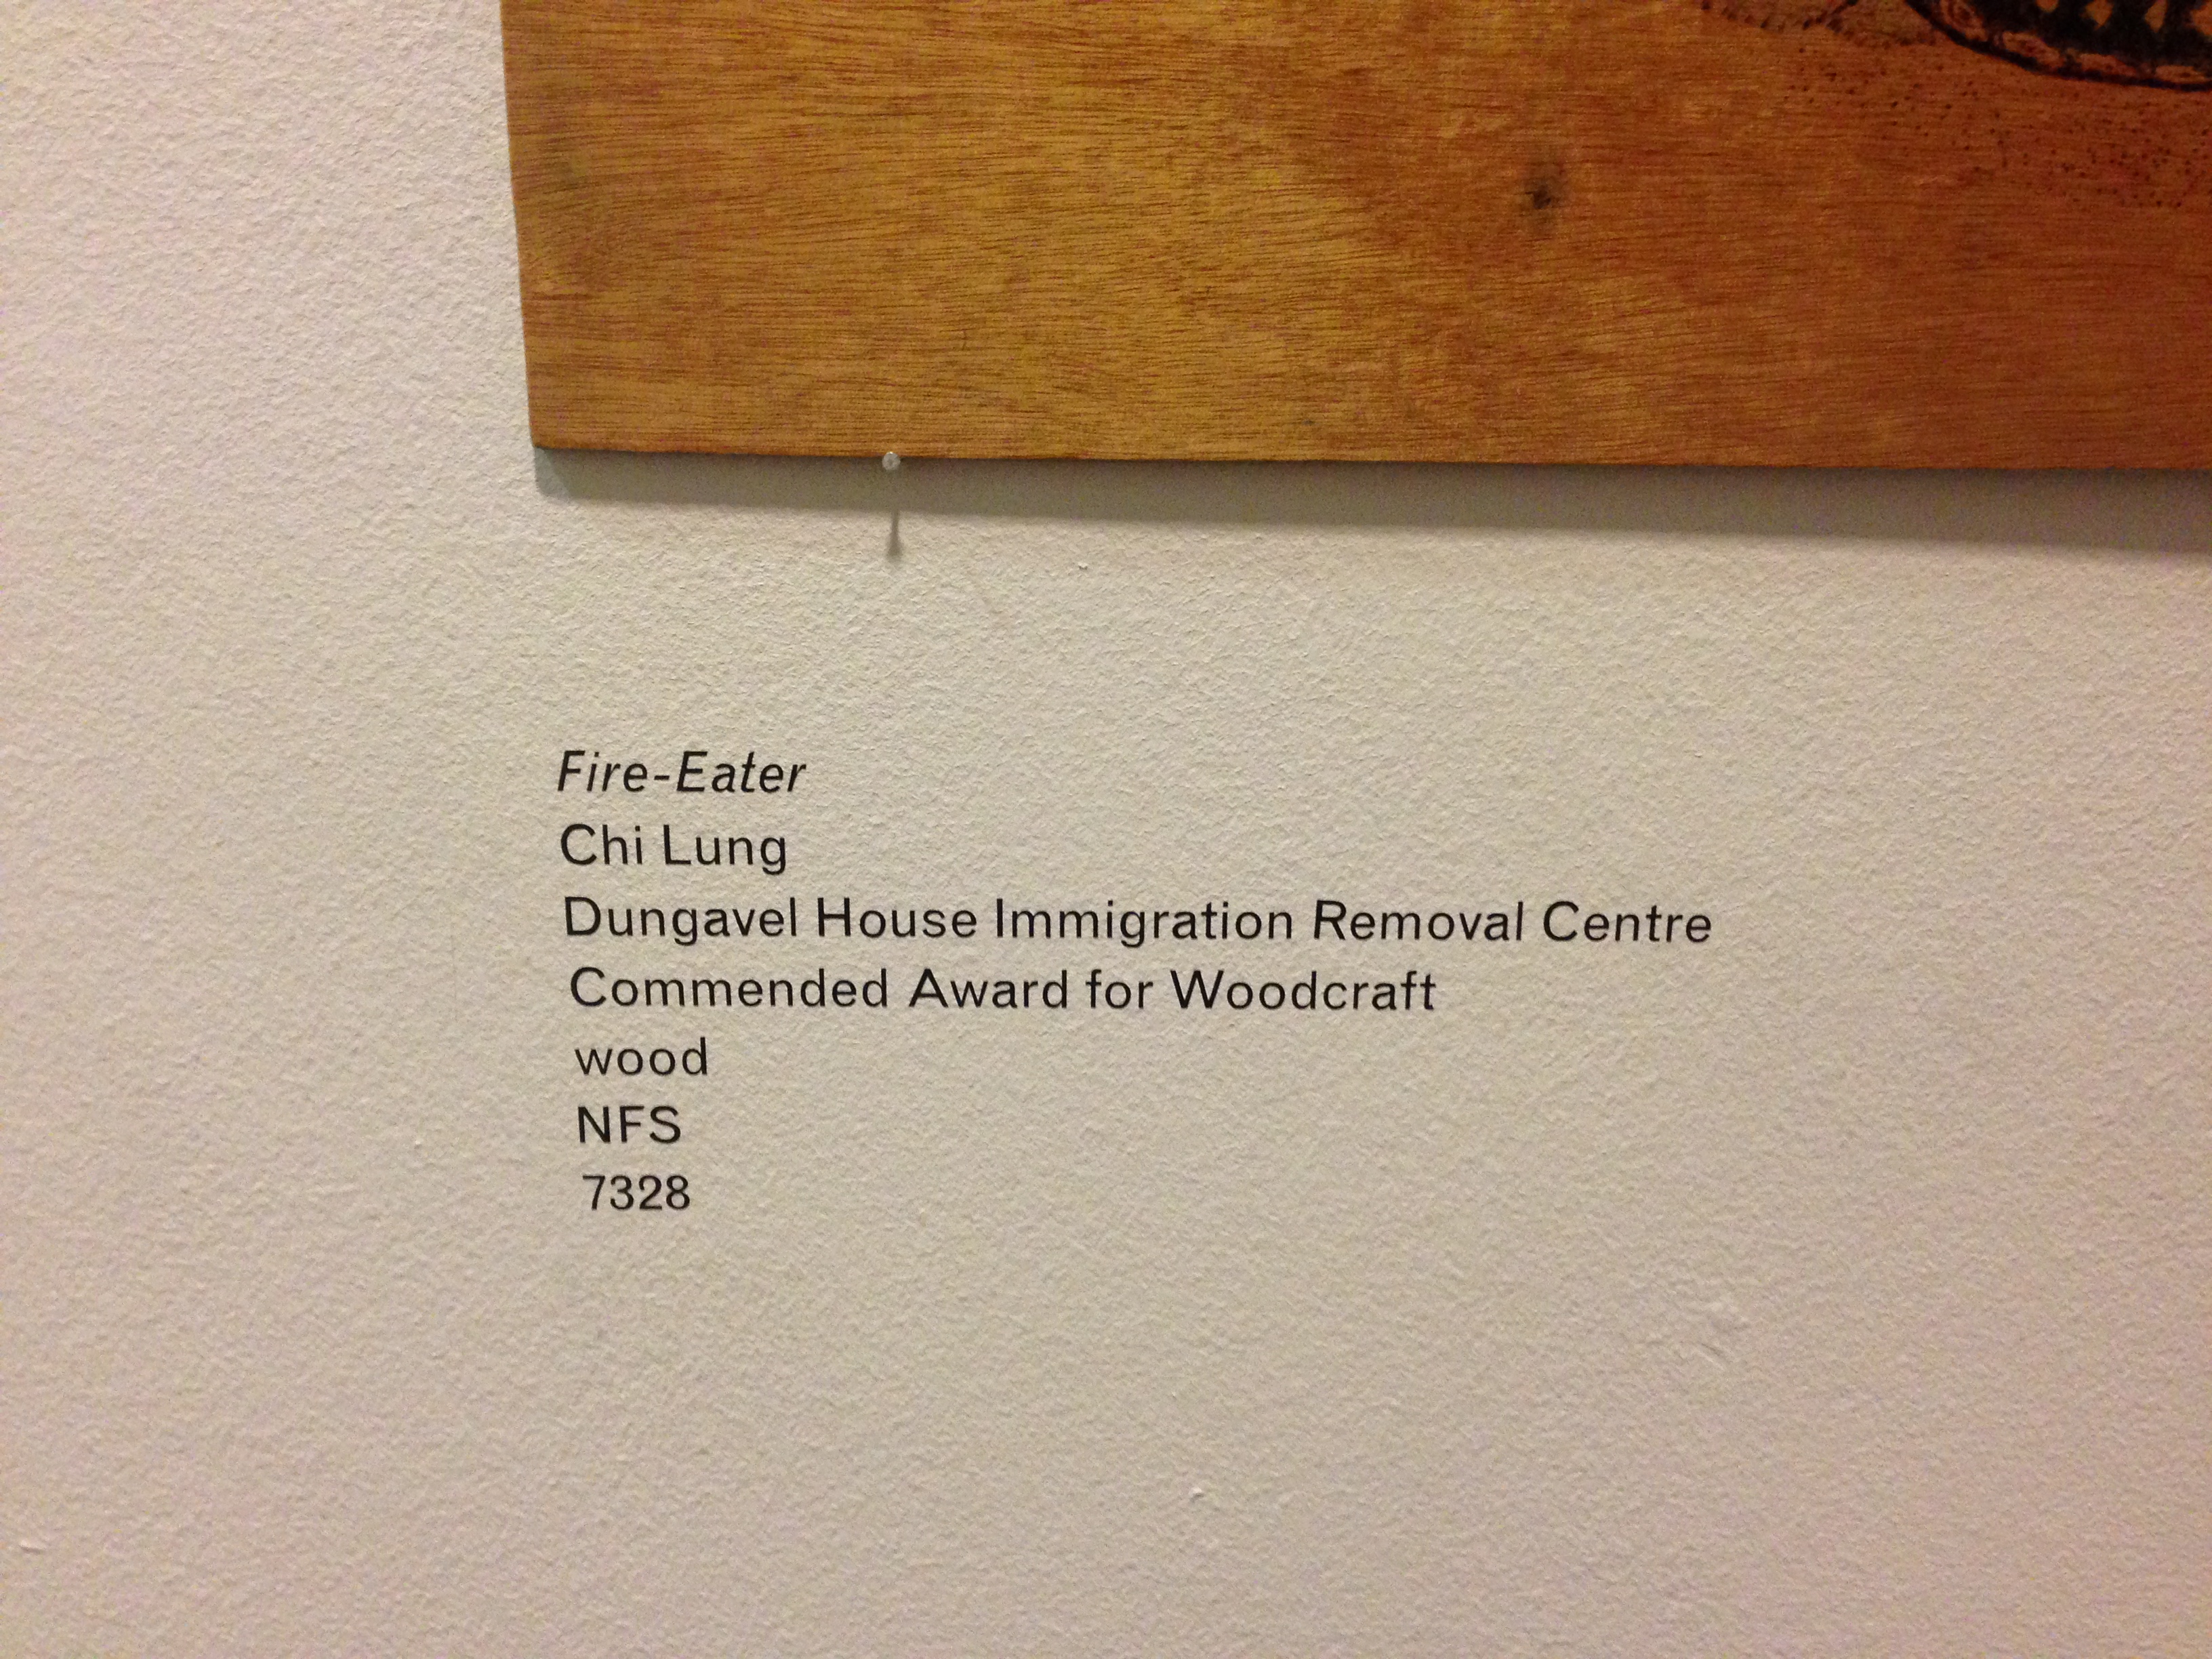 Fire-Eater
Chi Lung
Dungavel House Immigration Removal Centre
Commended Award for Woodcraft
wood
NFS
7328